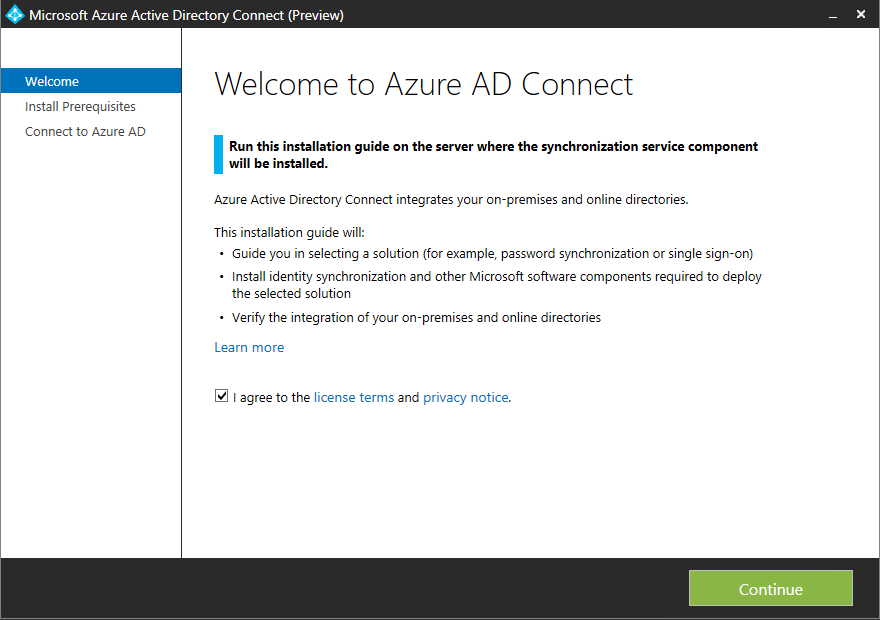 Microsoft Azure Active Directory Connect (Preview)
Welcome
Install Prerequisites
Connect to Azure AD
Welcome to Azure AD Connect
Run this installation guide on the server where the synchronization service component
will be installed.
Azure Active Directory Connect integrates your on-premises and online directories.
This installation guide will:
• Guide you in selecting a solution (for example, password synchronization or single sign-on)
• Install identity synchronization and other Microsoft software components required to deploy
the selected solution
• Verify the integration of your on-premises and online directories
Learn more
I agree to the license terms and privacy notice.
Continue